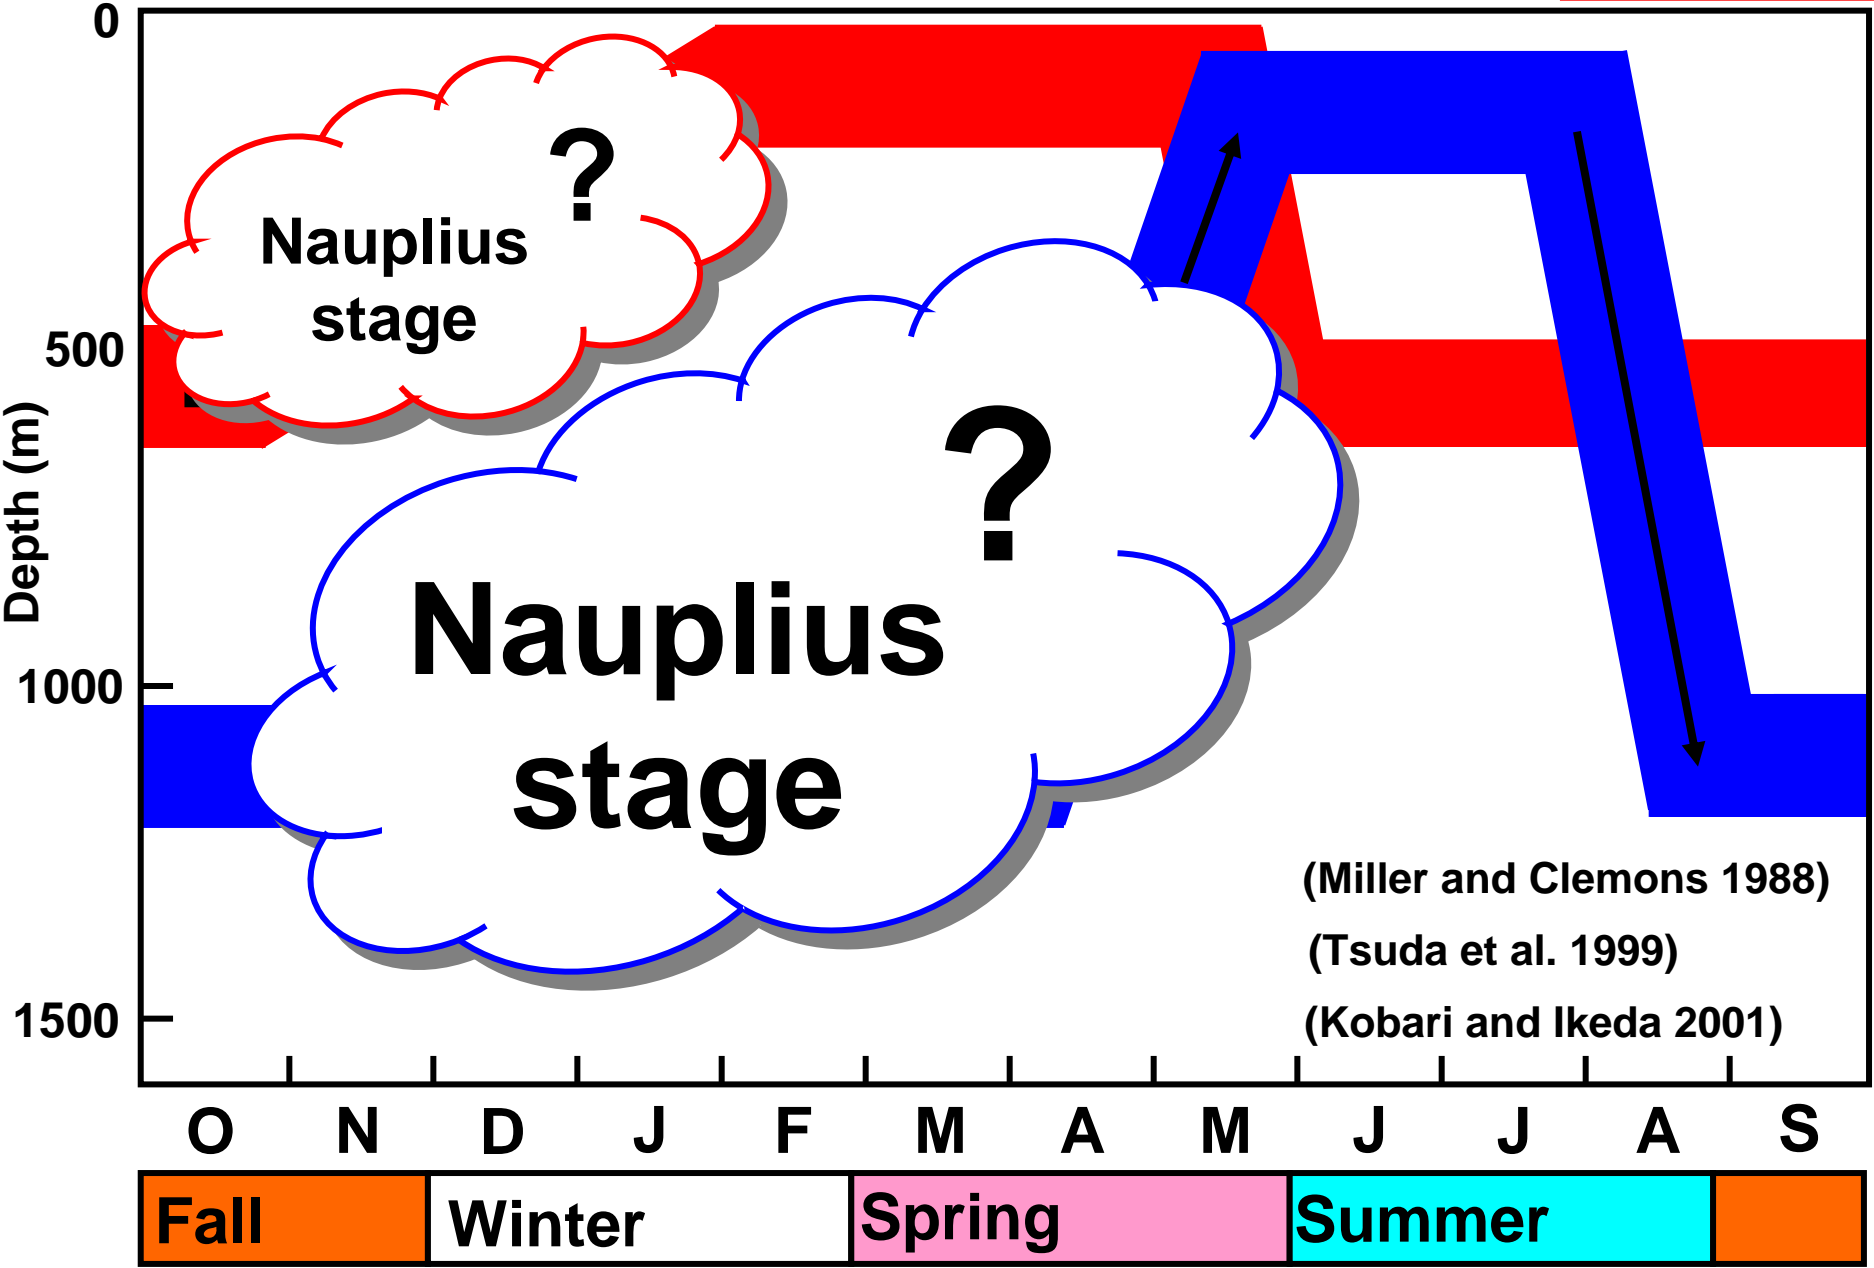 0
500
1000
1500
Depth (m)
Nauplius
stage
?
Nauplius
stage
?
(Miller and Clemons 1988)
(Tsuda et al. 1999)
(Kobari and Ikeda 2001)
O N D J F M A M J J A S
Fall Winter Spring Summer